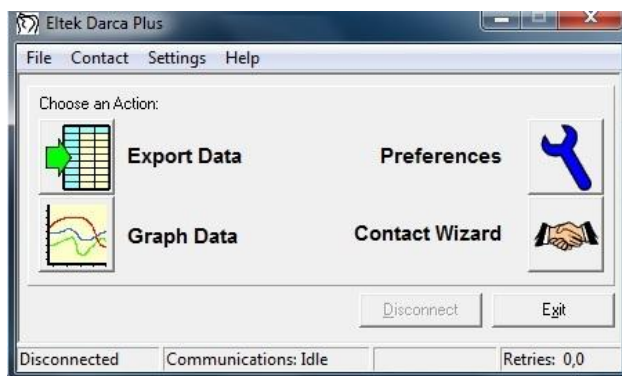 Eltek Darca Plus
File Contact Settings Help
Choose an Action:
Export Data Preferences
Graph Data Contact Wizard
Disconnect Exit
Disconnected Communications: Idle Retries: 0,0